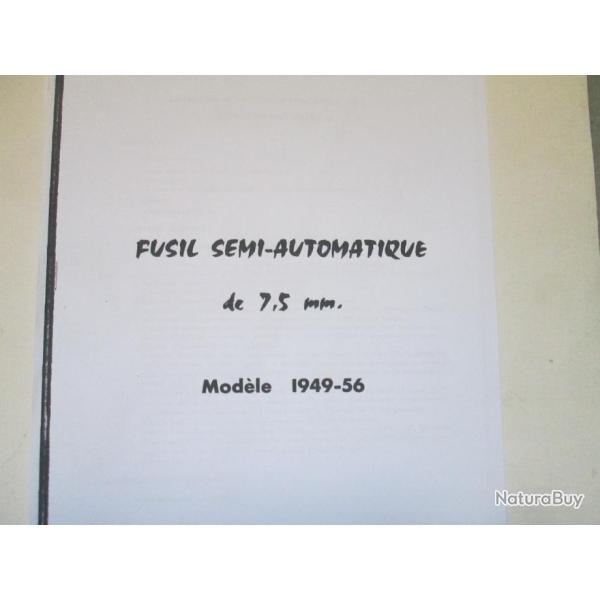 FUSIL SEMI-AUTOMATIQUE
de 7,5 mm.
Modèle 1949-56
NaturaBuy